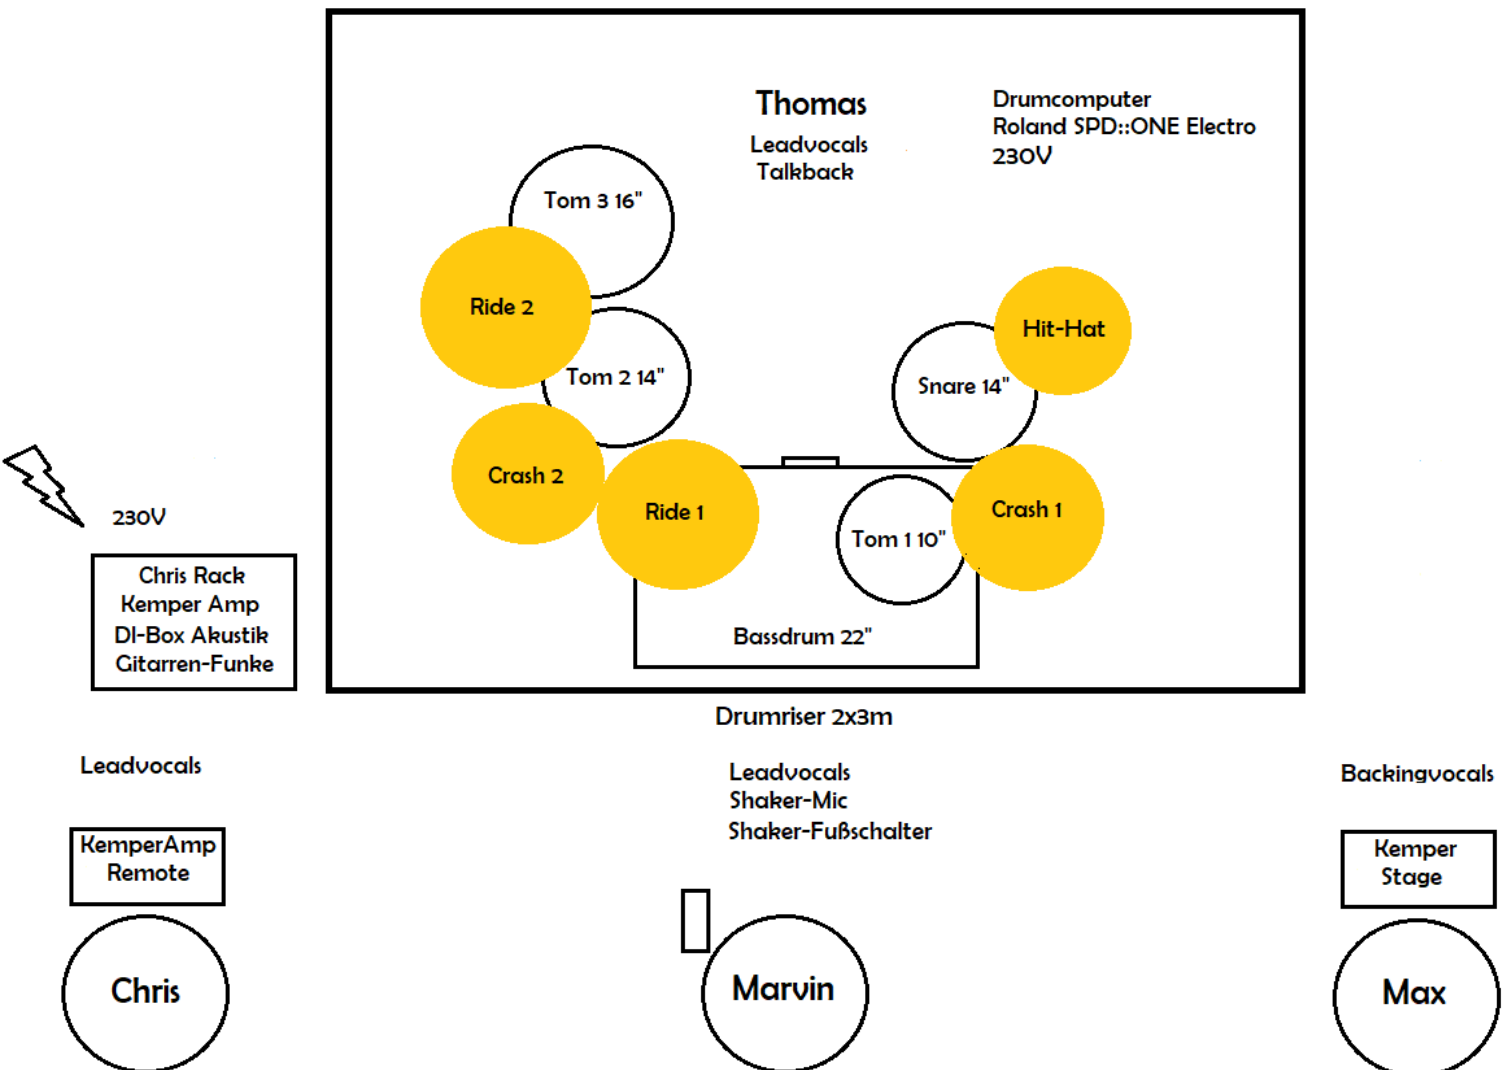 Thomas
Leadvocals
Talkback
Drumcomputer
Roland SPD::ONE Electro
230V
Tom 3 16"
Ride 2
Hit-Hat
Tom 2 14"
Snare 14"
Crash 2
Ride 1
Crash 1
Tom 1 10"
Bassdrum 22"
230V
Chris Rack
Kemper Amp
DI-Box Akustik
Gitarren-Funke
Drumriser 2x3m
Leadvocals
Leadvocals
Shaker-Mic
Shaker-Fußschalter
Backingvocals
KemperAmp
Remote
Kemper
Stage
Chris
Marvin
Max